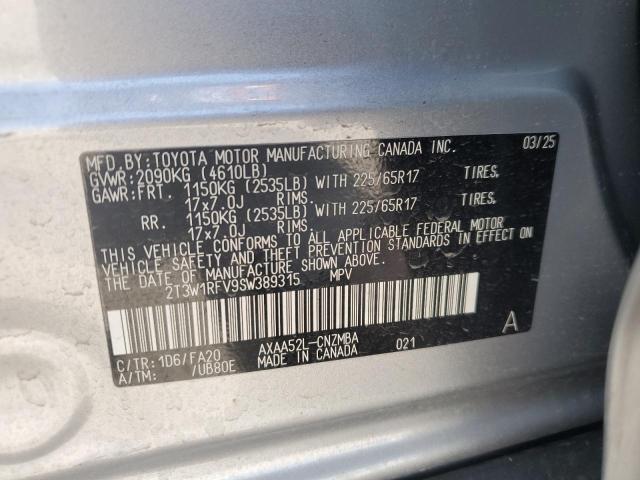 MFD.BY:TOYOTA MOTOR MANUFACTURING CANADA INC. 03/25
GVWR:2090KG (4610LB)
GAWR:FRT. 1150KG (2535LB) WITH 225/65R17 TIRES,
17x7.0J RIMS.
RR. 1150KG (2535LB) WITH 225/65R17 TIRES,
17x7.0J RIMS.
THIS VEHICLE CONFORMS TO ALL APPLICABLE FEDERAL MOTOR
VEHICLE SAFETY AND THEFT PREVENTION STANDARDS IN EFFECT ON
THE DATE OF MANUFACTURE SHOWN ABOVE.
2T3W1RFV9SW389315 MPV
A
C/TR:1D6/FA20 AXAA52L-CNZMBA 021
A/TM: /UB80E MADE IN CANADA